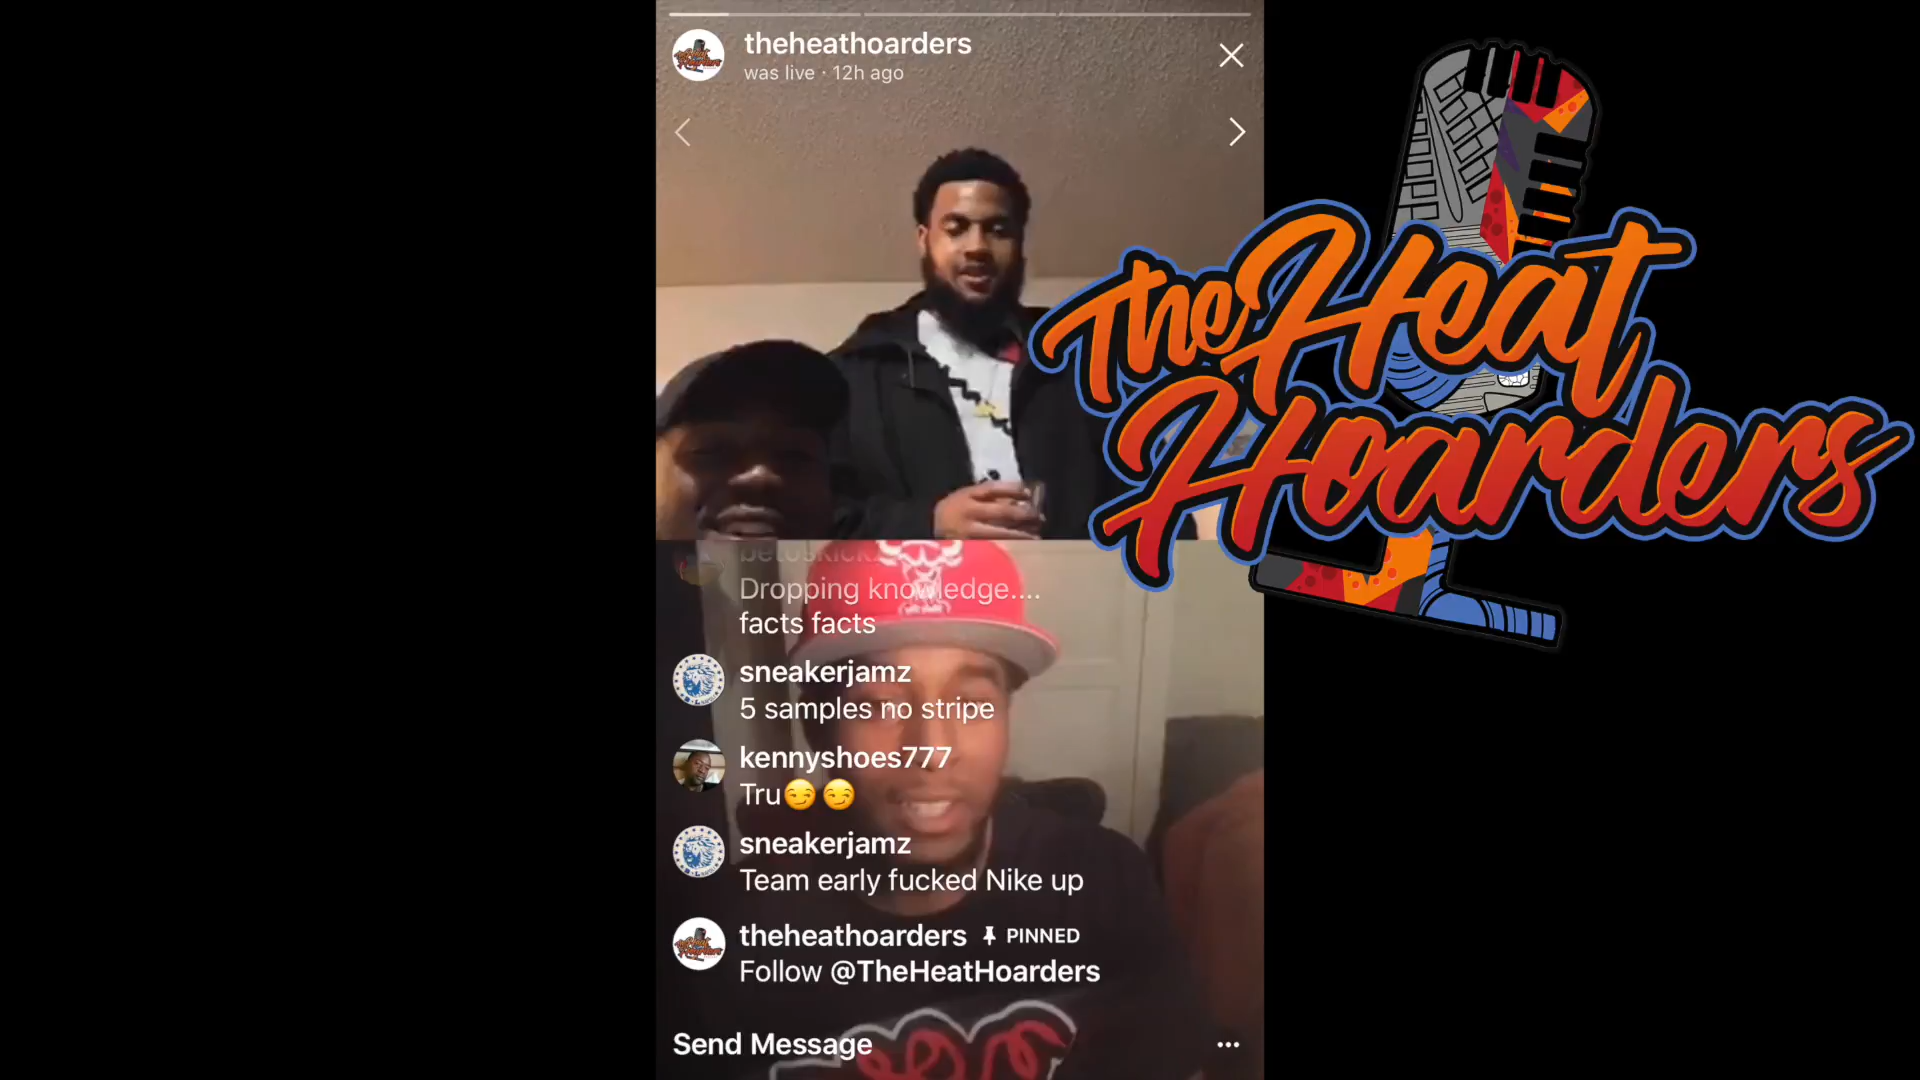 theheathoarders
was live · 12h ago
The Heat
Hoarders
Dropping knowledge....
facts facts
sneakerjamz
5 samples no stripe
kennyshoes777
Tru😏😏
sneakerjamz
Team early fucked Nike up
theheathoarders PINNED
Follow @TheHeatHoarders
Send Message